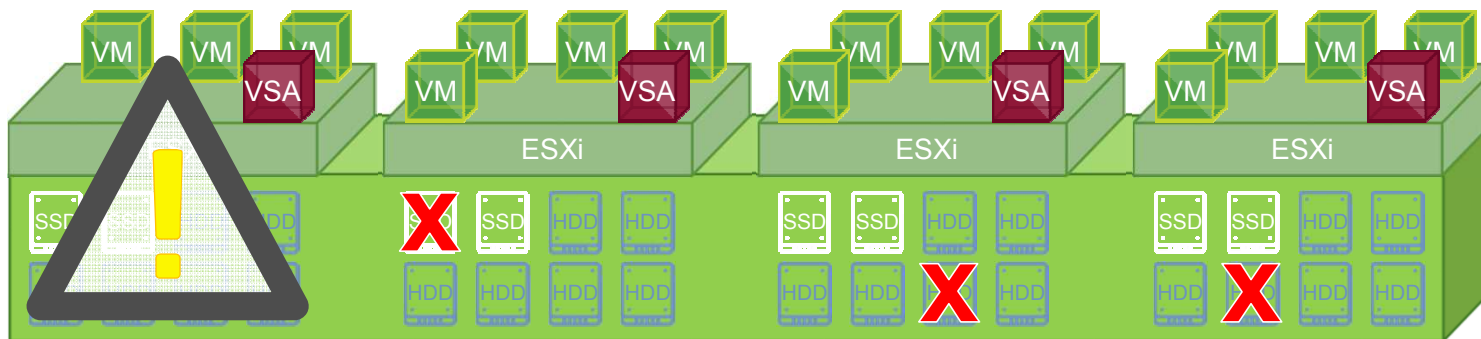 VM VM VM VM VM VM VM VM VM VM VM VM
VM VSA VM VSA VM VSA VM VSA
ESXi ESXi ESXi
SSD SSD SSD HDD HDD SSD SSD HDD HDD SSD SSD HDD HDD
HDD HDD HDD HDD HDD HDD HDD HDD HDD HDD